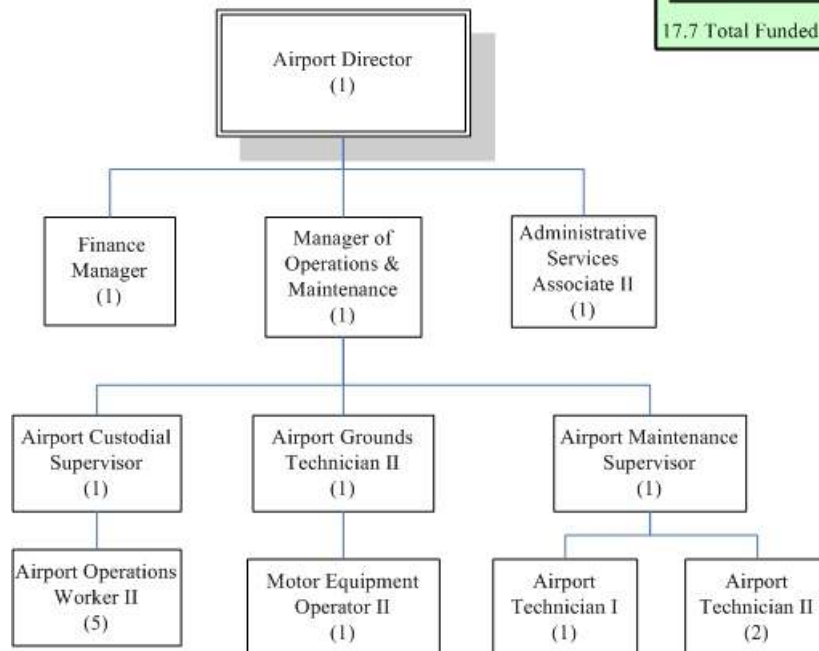 17.7 Total Funded
Airport Director
(1)
Finance
Manager
(1)
Manager of
Operations &
Maintenance
(1)
Administrative
Services
Associate II
(1)
Airport Custodial
Supervisor
(1)
Airport Grounds
Technician II
(1)
Airport Maintenance
Supervisor
(1)
Airport Operations
Worker II
(5)
Motor Equipment
Operator II
(1)
Airport
Technician I
(1)
Airport
Technician II
(2)